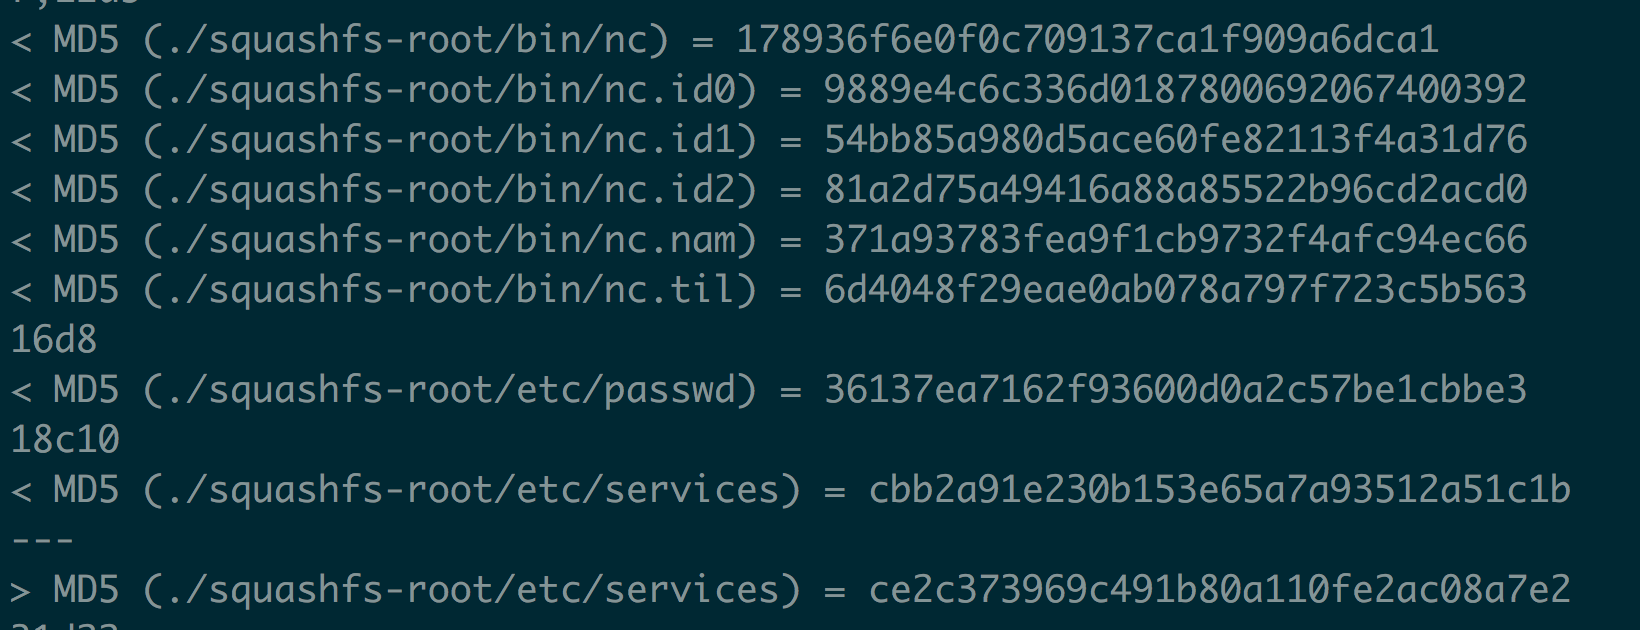 < MD5 (./squashfs-root/bin/nc) = 178936f6e0f0c709137ca1f909a6dca1
< MD5 (./squashfs-root/bin/nc.id0) = 9889e4c6c336d0187800692067400392
< MD5 (./squashfs-root/bin/nc.id1) = 54bb85a980d5ace60fe82113f4a31d76
< MD5 (./squashfs-root/bin/nc.id2) = 81a2d75a49416a88a85522b96cd2acd0
< MD5 (./squashfs-root/bin/nc.nam) = 371a93783fea9f1cb9732f4afc94ec66
< MD5 (./squashfs-root/bin/nc.til) = 6d4048f29eae0ab078a797f723c5b563
16d8
< MD5 (./squashfs-root/etc/passwd) = 36137ea7162f93600d0a2c57be1cbbe3
18c10
< MD5 (./squashfs-root/etc/services) = cbb2a91e230b153e65a7a93512a51c1b
---
> MD5 (./squashfs-root/etc/services) = ce2c373969c491b80a110fe2ac08a7e2